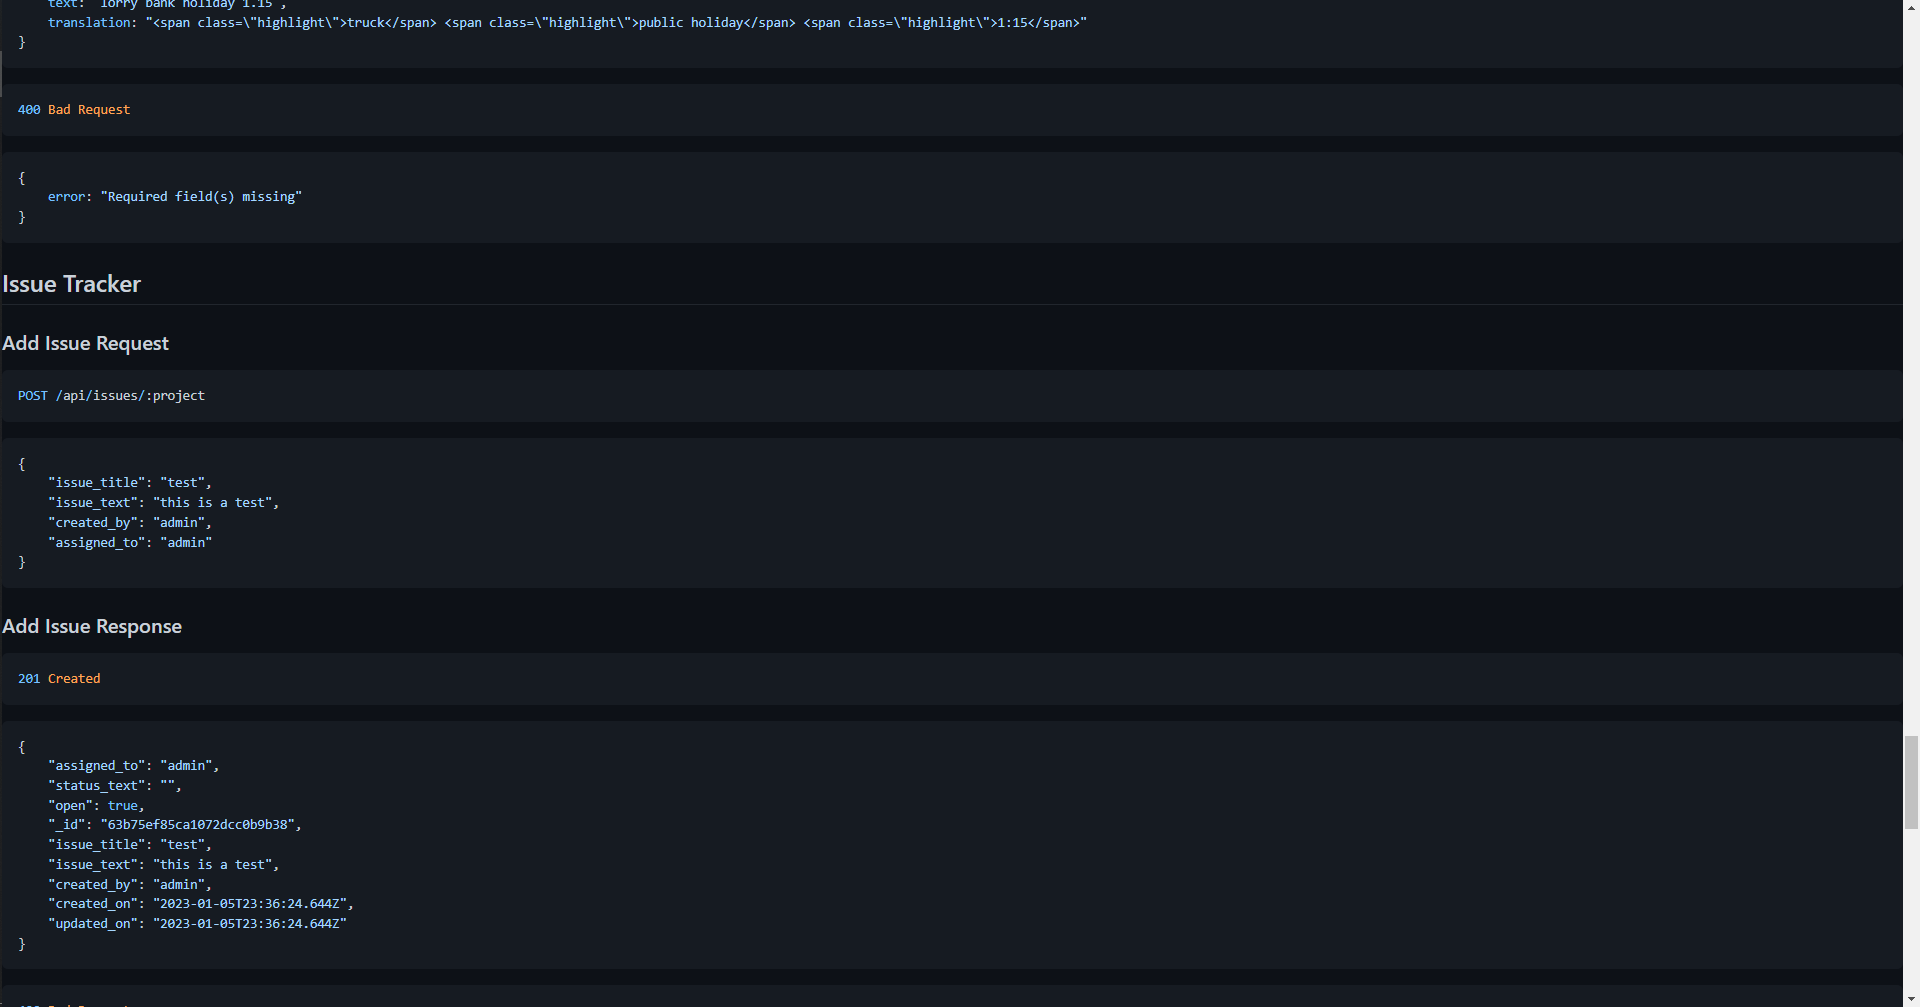 text: "lorry bank holiday 1.15",
translation: "<span class=\"highlight\">truck</span> <span class=\"highlight\">public holiday</span> <span class=\"highlight\">1:15</span>"
}
400 Bad Request
{
error: "Required field(s) missing"
}
Issue Tracker
Add Issue Request
POST /api/issues/:project
{
"issue_title": "test",
"issue_text": "this is a test",
"created_by": "admin",
"assigned_to": "admin"
}
Add Issue Response
201 Created
{
"assigned_to": "admin",
"status_text": "",
"open": true,
"_id": "63b75ef85ca1072dcc0b9b38",
"issue_title": "test",
"issue_text": "this is a test",
"created_by": "admin",
"created_on": "2023-01-05T23:36:24.644Z",
"updated_on": "2023-01-05T23:36:24.644Z"
}